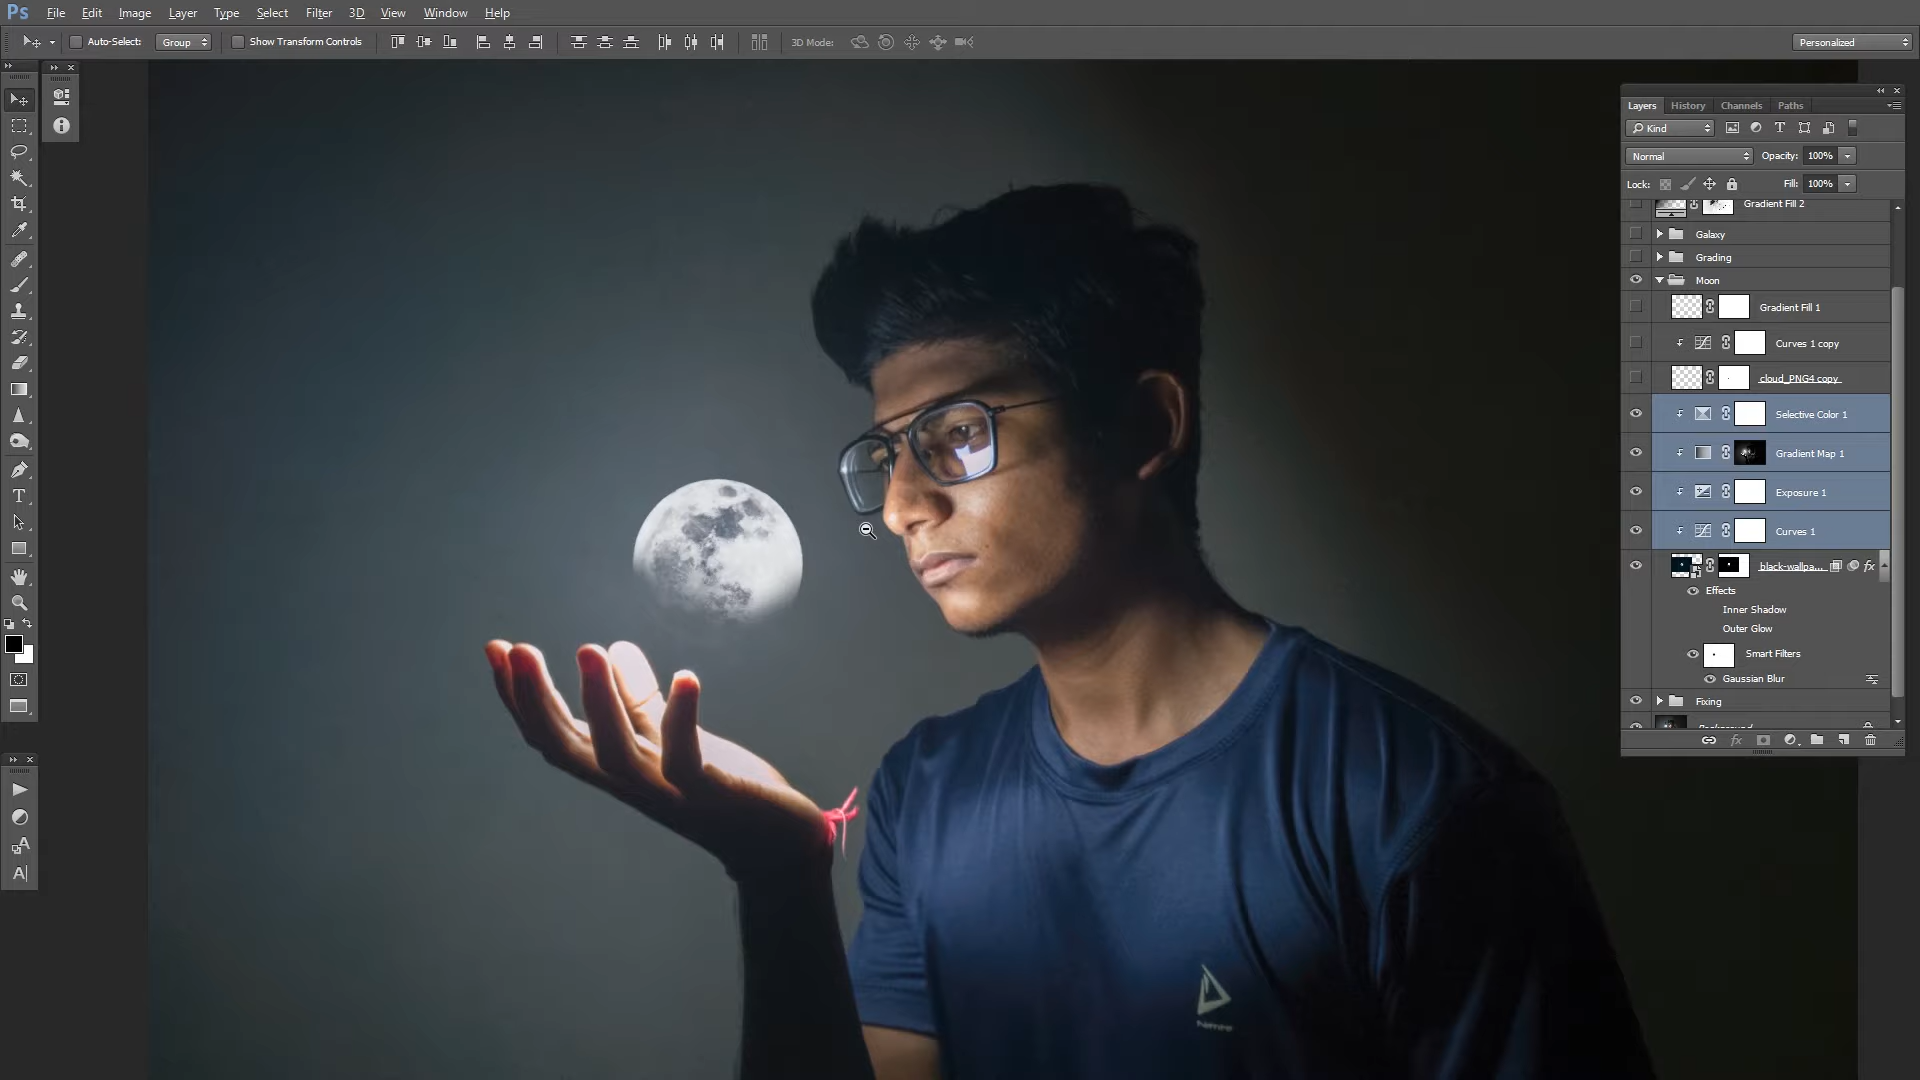 Ps File Edit Image Layer Type Select Filter 3D View Window Help
Auto-Select: Group Show Transform Controls 3D Mode: Personalized
Layers History Channels Paths
Kind T
Normal Opacity: 100%
Lock: Fill: 100%
Gradient Fill 2
Galaxy
Grading
Moon
Gradient Fill 1
Curves 1 copy
cloud_PNG4 copy
Selective Color 1
Gradient Map 1
Exposure 1
Curves 1
black-wallpa... fx
Effects
Inner Shadow
Outer Glow
Smart Filters
Gaussian Blur
Fixing
Background
fx
T
A
A|